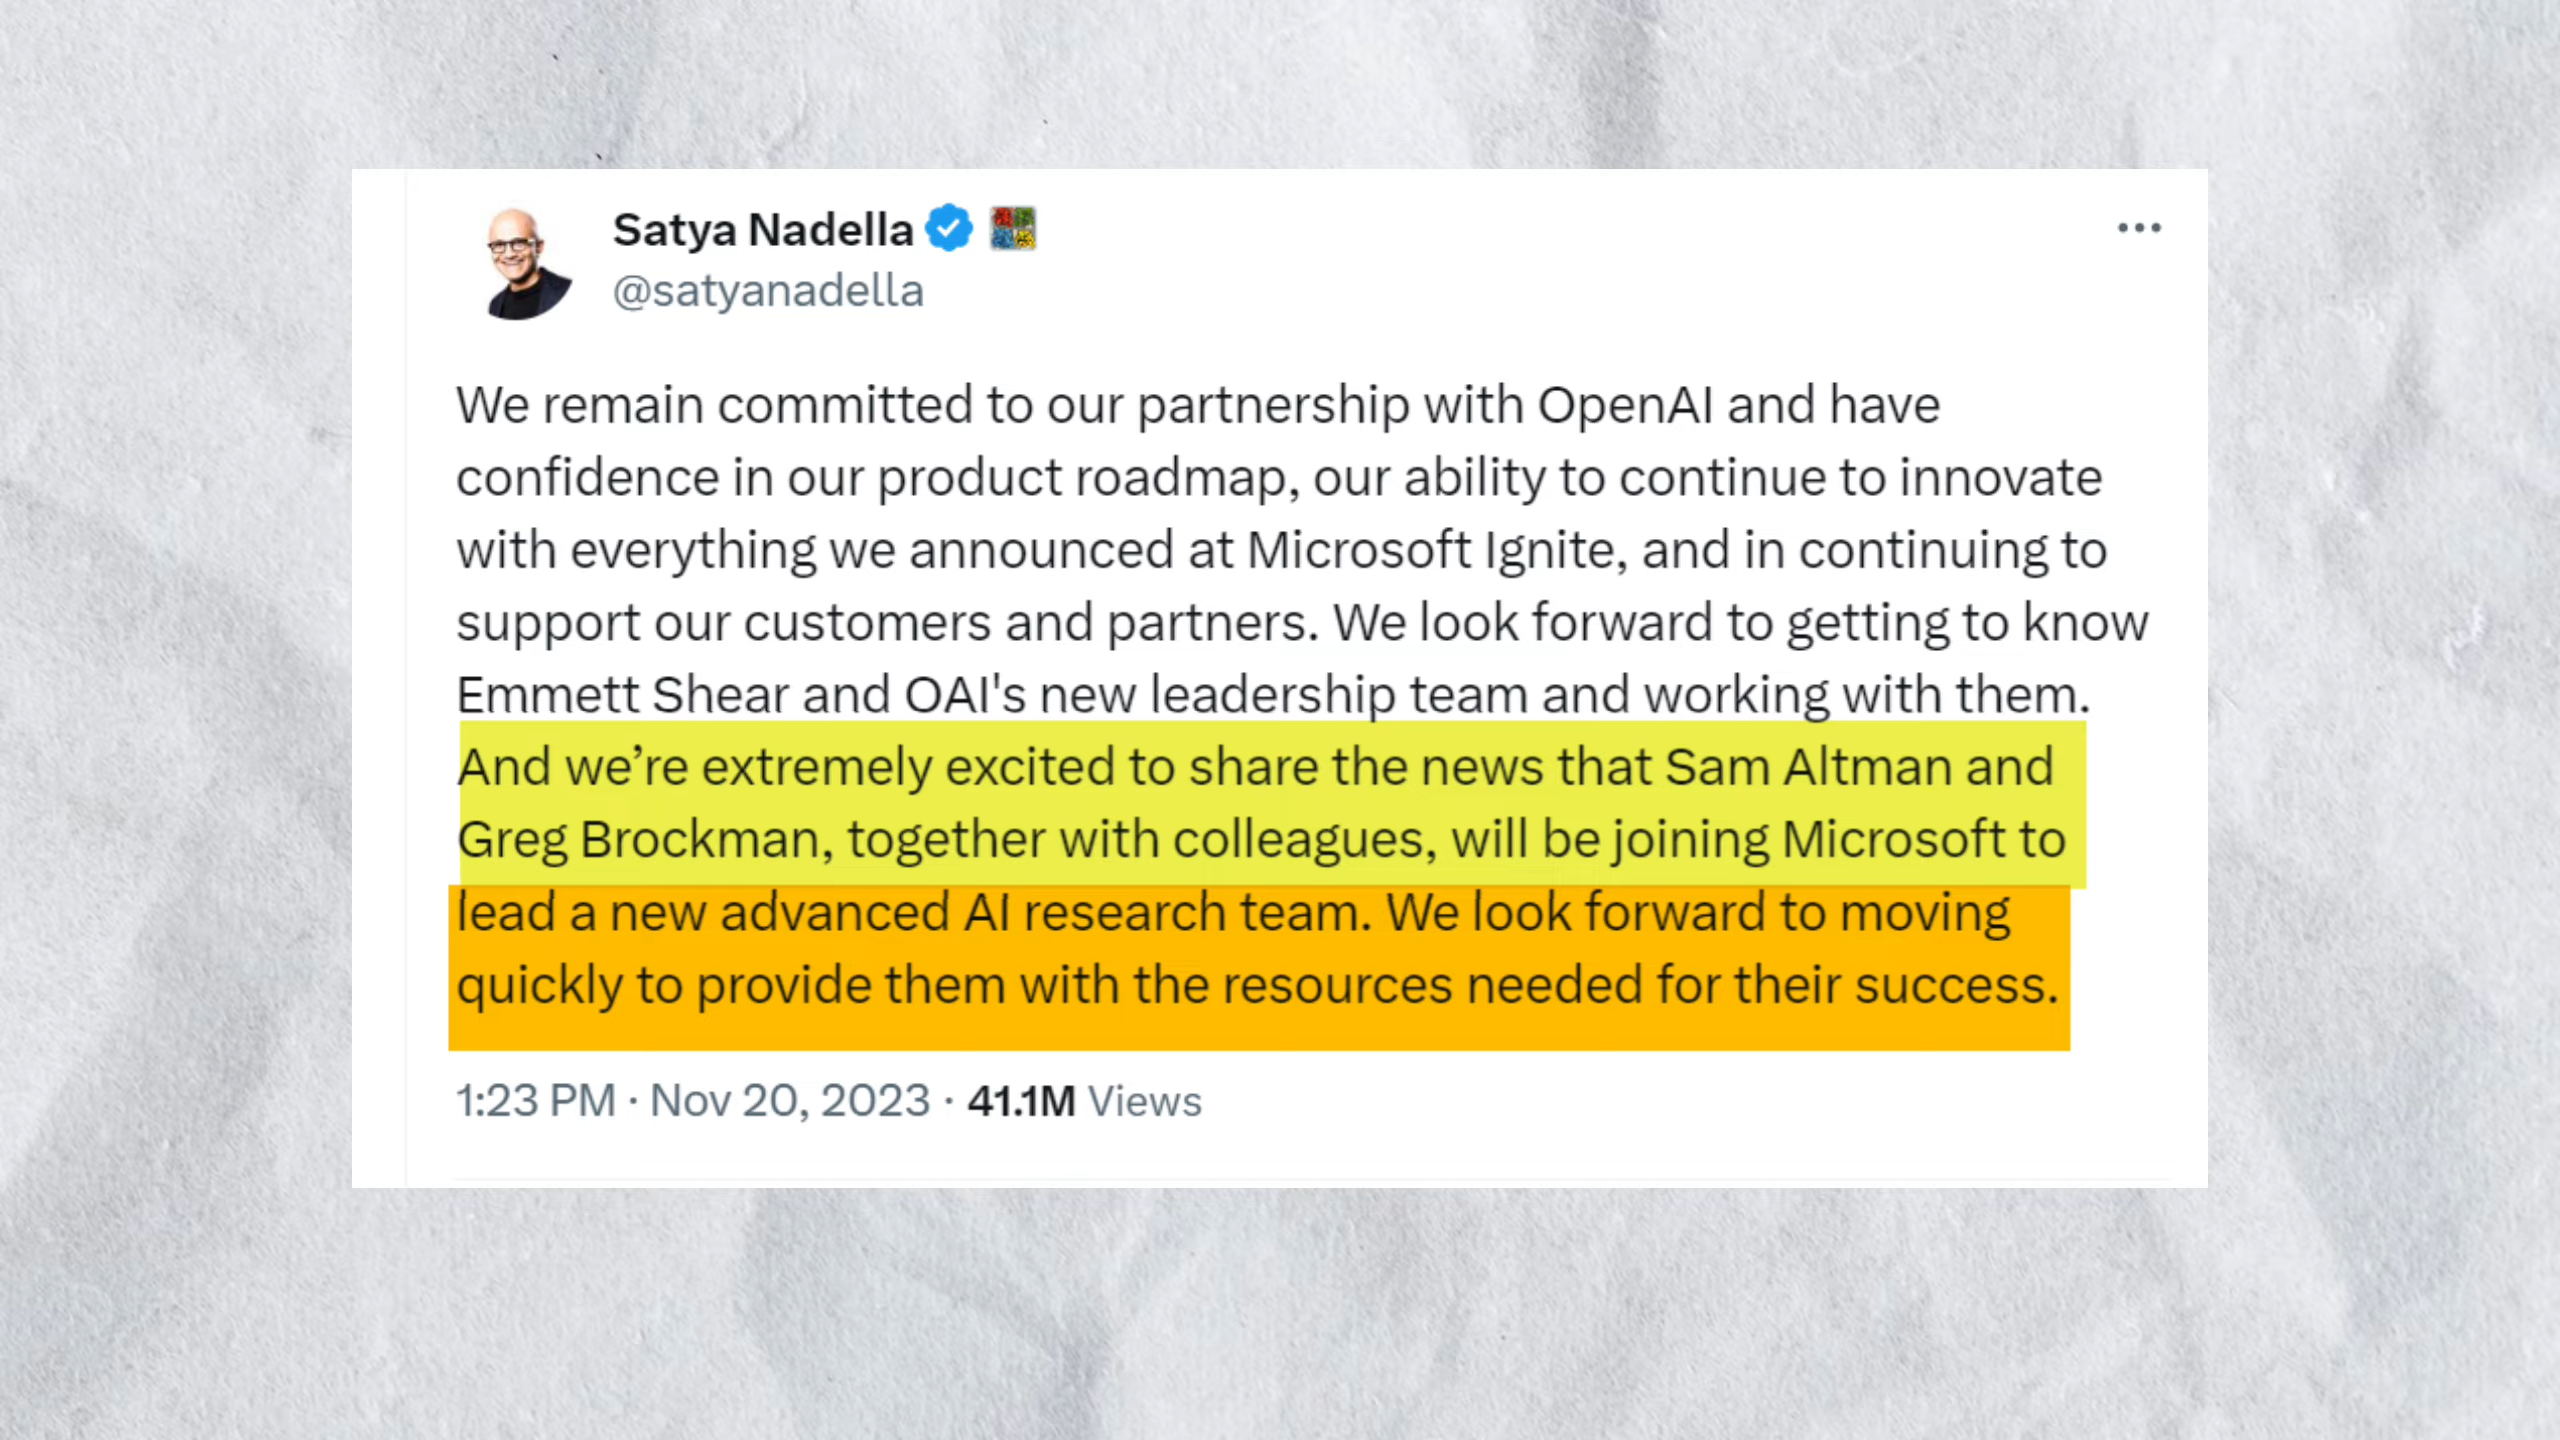 Satya Nadella
@satyanadella
We remain committed to our partnership with OpenAI and have
confidence in our product roadmap, our ability to continue to innovate
with everything we announced at Microsoft Ignite, and in continuing to
support our customers and partners. We look forward to getting to know
Emmett Shear and OAI's new leadership team and working with them.
And we’re extremely excited to share the news that Sam Altman and
Greg Brockman, together with colleagues, will be joining Microsoft to
lead a new advanced AI research team. We look forward to moving
quickly to provide them with the resources needed for their success.
1:23 PM · Nov 20, 2023 · 41.1M Views